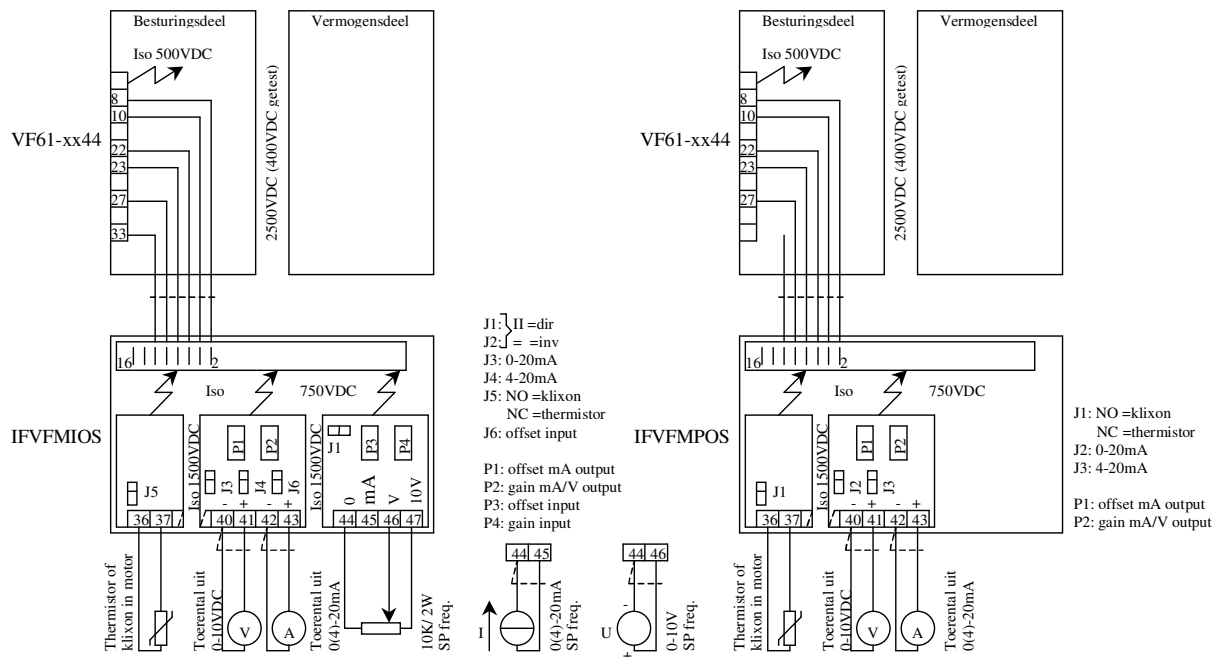 Besturingsdeel
Vermogensdeel
Iso 500VDC
2500VDC (400VDC getest)
VF61-xx44
8
10
22
23
27
33
16
2
Iso
750VDC
IFVFMIOS
J5
36 37
Iso 1500VDC
P1 P2
J3 J4 J6
- + - +
40 41 42 43
Iso 1500VDC
J1
P3 P4
0 mA V 10V
44 45 46 47
Thermistor of
klixon in motor
Toerental uit
0-10VDC
V
A
Toerental uit
0(4)-20mA
10K/ 2W
SP freq.
J1: II =dir
J2: = =inv
J3: 0-20mA
J4: 4-20mA
J5: NO =klixon
NC =thermistor
J6: offset input
P1: offset mA output
P2: gain mA/V output
P3: offset input
P4: gain input
44 45
I
0(4)-20mA
SP freq.
44 46
-
U
+
0-10V
SP freq.
Besturingsdeel
Vermogensdeel
Iso 500VDC
2500VDC (400VDC getest)
VF61-xx44
8
10
22
23
27
16
2
Iso
750VDC
IFVFMPOS
J1
36 37
Iso 1500VDC
P1 P2
J2 J3
- + - +
40 41 42 43
Thermistor of
klixon in motor
Toerental uit
0-10VDC
V
A
Toerental uit
0(4)-20mA
J1: NO =klixon
NC =thermistor
J2: 0-20mA
J3: 4-20mA
P1: offset mA output
P2: gain mA/V output